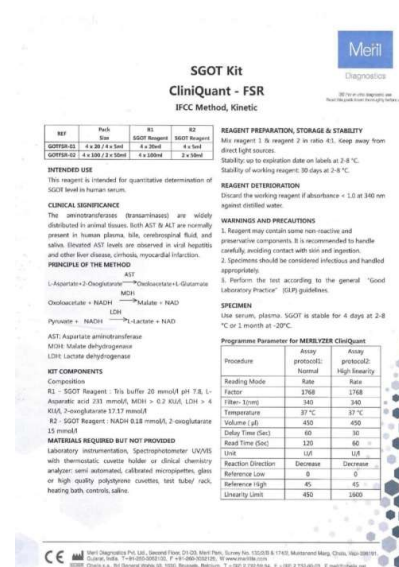 Meril
Diagnostics
SGOT Kit
CliniQuant - FSR
IFCC Method, Kinetic
REF Pack Size R1 SGOT Reagent R2 SGOT Reagent
GOTFSR-01 4 x 20 / 4 x 5ml 4 x 20ml 4 x 5ml
GOTFSR-02 4 x 100 / 2 x 50ml 4 x 100ml 2 x 50ml
INTENDED USE
This reagent is intended for quantitative determination of
SGOT level in human serum.
CLINICAL SIGNIFICANCE
The aminotransferases (transaminases) are widely
distributed in animal tissues. Both AST & ALT are normally
present in human plasma, bile, cerebrospinal fluid, and
saliva. Elevated AST levels are observed in viral hepatitis
and other liver disease, cirrhosis, myocardial infarction.
PRINCIPLE OF THE METHOD
AST
L-Aspartate+2-Oxoglutarate Oxoloacetate+L-Glutamate
MDH
Oxoloacetate + NADH Malate + NAD
LDH
Pyruvate + NADH L-Lactate + NAD
AST: Aspartate aminotransferase
MDH: Malate dehydrogenase
LDH: Lactate dehydrogenase
KIT COMPONENTS
Composition
R1 - SGOT Reagent : Tris buffer 20 mmol/l pH 7.8, L-
Asparatic acid 231 mmol/l, MDH > 0.2 KU/l, LDH > 4
KU/l, 2-oxoglutarate 17.17 mmol/l
R2 - SGOT Reagent : NADH 0.18 mmol/l, 2-oxoglutarate
15 mmol/l
MATERIALS REQUIRED BUT NOT PROVIDED
Laboratory instrumentation, Spectrophotometer UV/VIS
with thermostatic cuvette holder or clinical chemistry
analyzer: semi automated, calibrated micropipettes, glass
or high quality polystyrene cuvettes, test tube/ rack,
heating bath, controls, saline.
REAGENT PREPARATION, STORAGE & STABILITY
Mix reagent 1 & reagent 2 in ratio 4:1. Keep away from
direct light sources.
Stability: up to expiration date on labels at 2-8 °C.
Stability of working reagent: 30 days at 2-8 °C.
REAGENT DETERIORATION
Discard the working reagent if absorbance < 1.0 at 340 nm
against distilled water.
WARNINGS AND PRECAUTIONS
1. Reagent may contain some non-reactive and
preservative components. It is recommended to handle
carefully, avoiding contact with skin and ingestion.
2. Specimens should be considered infectious and handled
appropriately.
3. Perform the test according to the general "Good
Laboratory Practice" (GLP) guidelines.
SPECIMEN
Use serum, plasma. SGOT is stable for 4 days at 2-8
°C or 1 month at -20°C.
Programme Parameter for MERILYZER CliniQuant
Procedure Assay protocol1: Normal Assay protocol2: High linearity
Reading Mode Rate Rate
Factor 1768 1768
Filter- 1(nm) 340 340
Temperature 37 °C 37 °C
Volume ( µl) 450 450
Delay Time (Sec) 60 30
Read Time (Sec) 120 60
Unit U/l U/l
Reaction Direction Decrease Decrease
Reference Low 0 0
Reference High 45 45
Linearity Limit 450 1600
CE